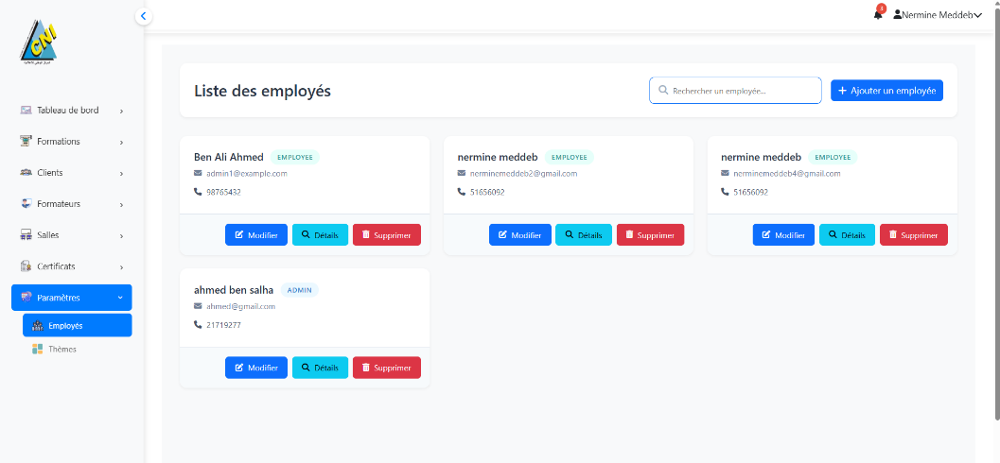 3
Nermine Meddeb
CNI
Tableau de bord
Formations
Clients
Formateurs
Salles
Certificats
Paramètres
Employés
Thèmes
Liste des employés
Rechercher un employée...
Ajouter un employée
Ben Ali Ahmed EMPLOYEE
admin1@example.com
98765432
Modifier Détails Supprimer
nermine meddeb EMPLOYEE
nerminemeddeb2@gmail.com
51656092
Modifier Détails Supprimer
nermine meddeb EMPLOYEE
nerminemeddeb4@gmail.com
51656092
Modifier Détails Supprimer
ahmed ben salha ADMIN
ahmed@gmail.com
21719277
Modifier Détails Supprimer